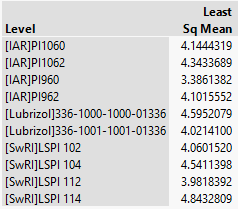 Least
Level Sq Mean
[IAR]PI1060 4.1444319
[IAR]PI1062 4.3433689
[IAR]PI960 3.3861382
[IAR]PI962 4.1015552
[Lubrizol]336-1000-1000-01336 4.5952079
[Lubrizol]336-1001-1001-01336 4.0214100
[SwRI]LSPI 102 4.0601520
[SwRI]LSPI 104 4.5411398
[SwRI]LSPI 112 3.9818392
[SwRI]LSPI 114 4.8432809